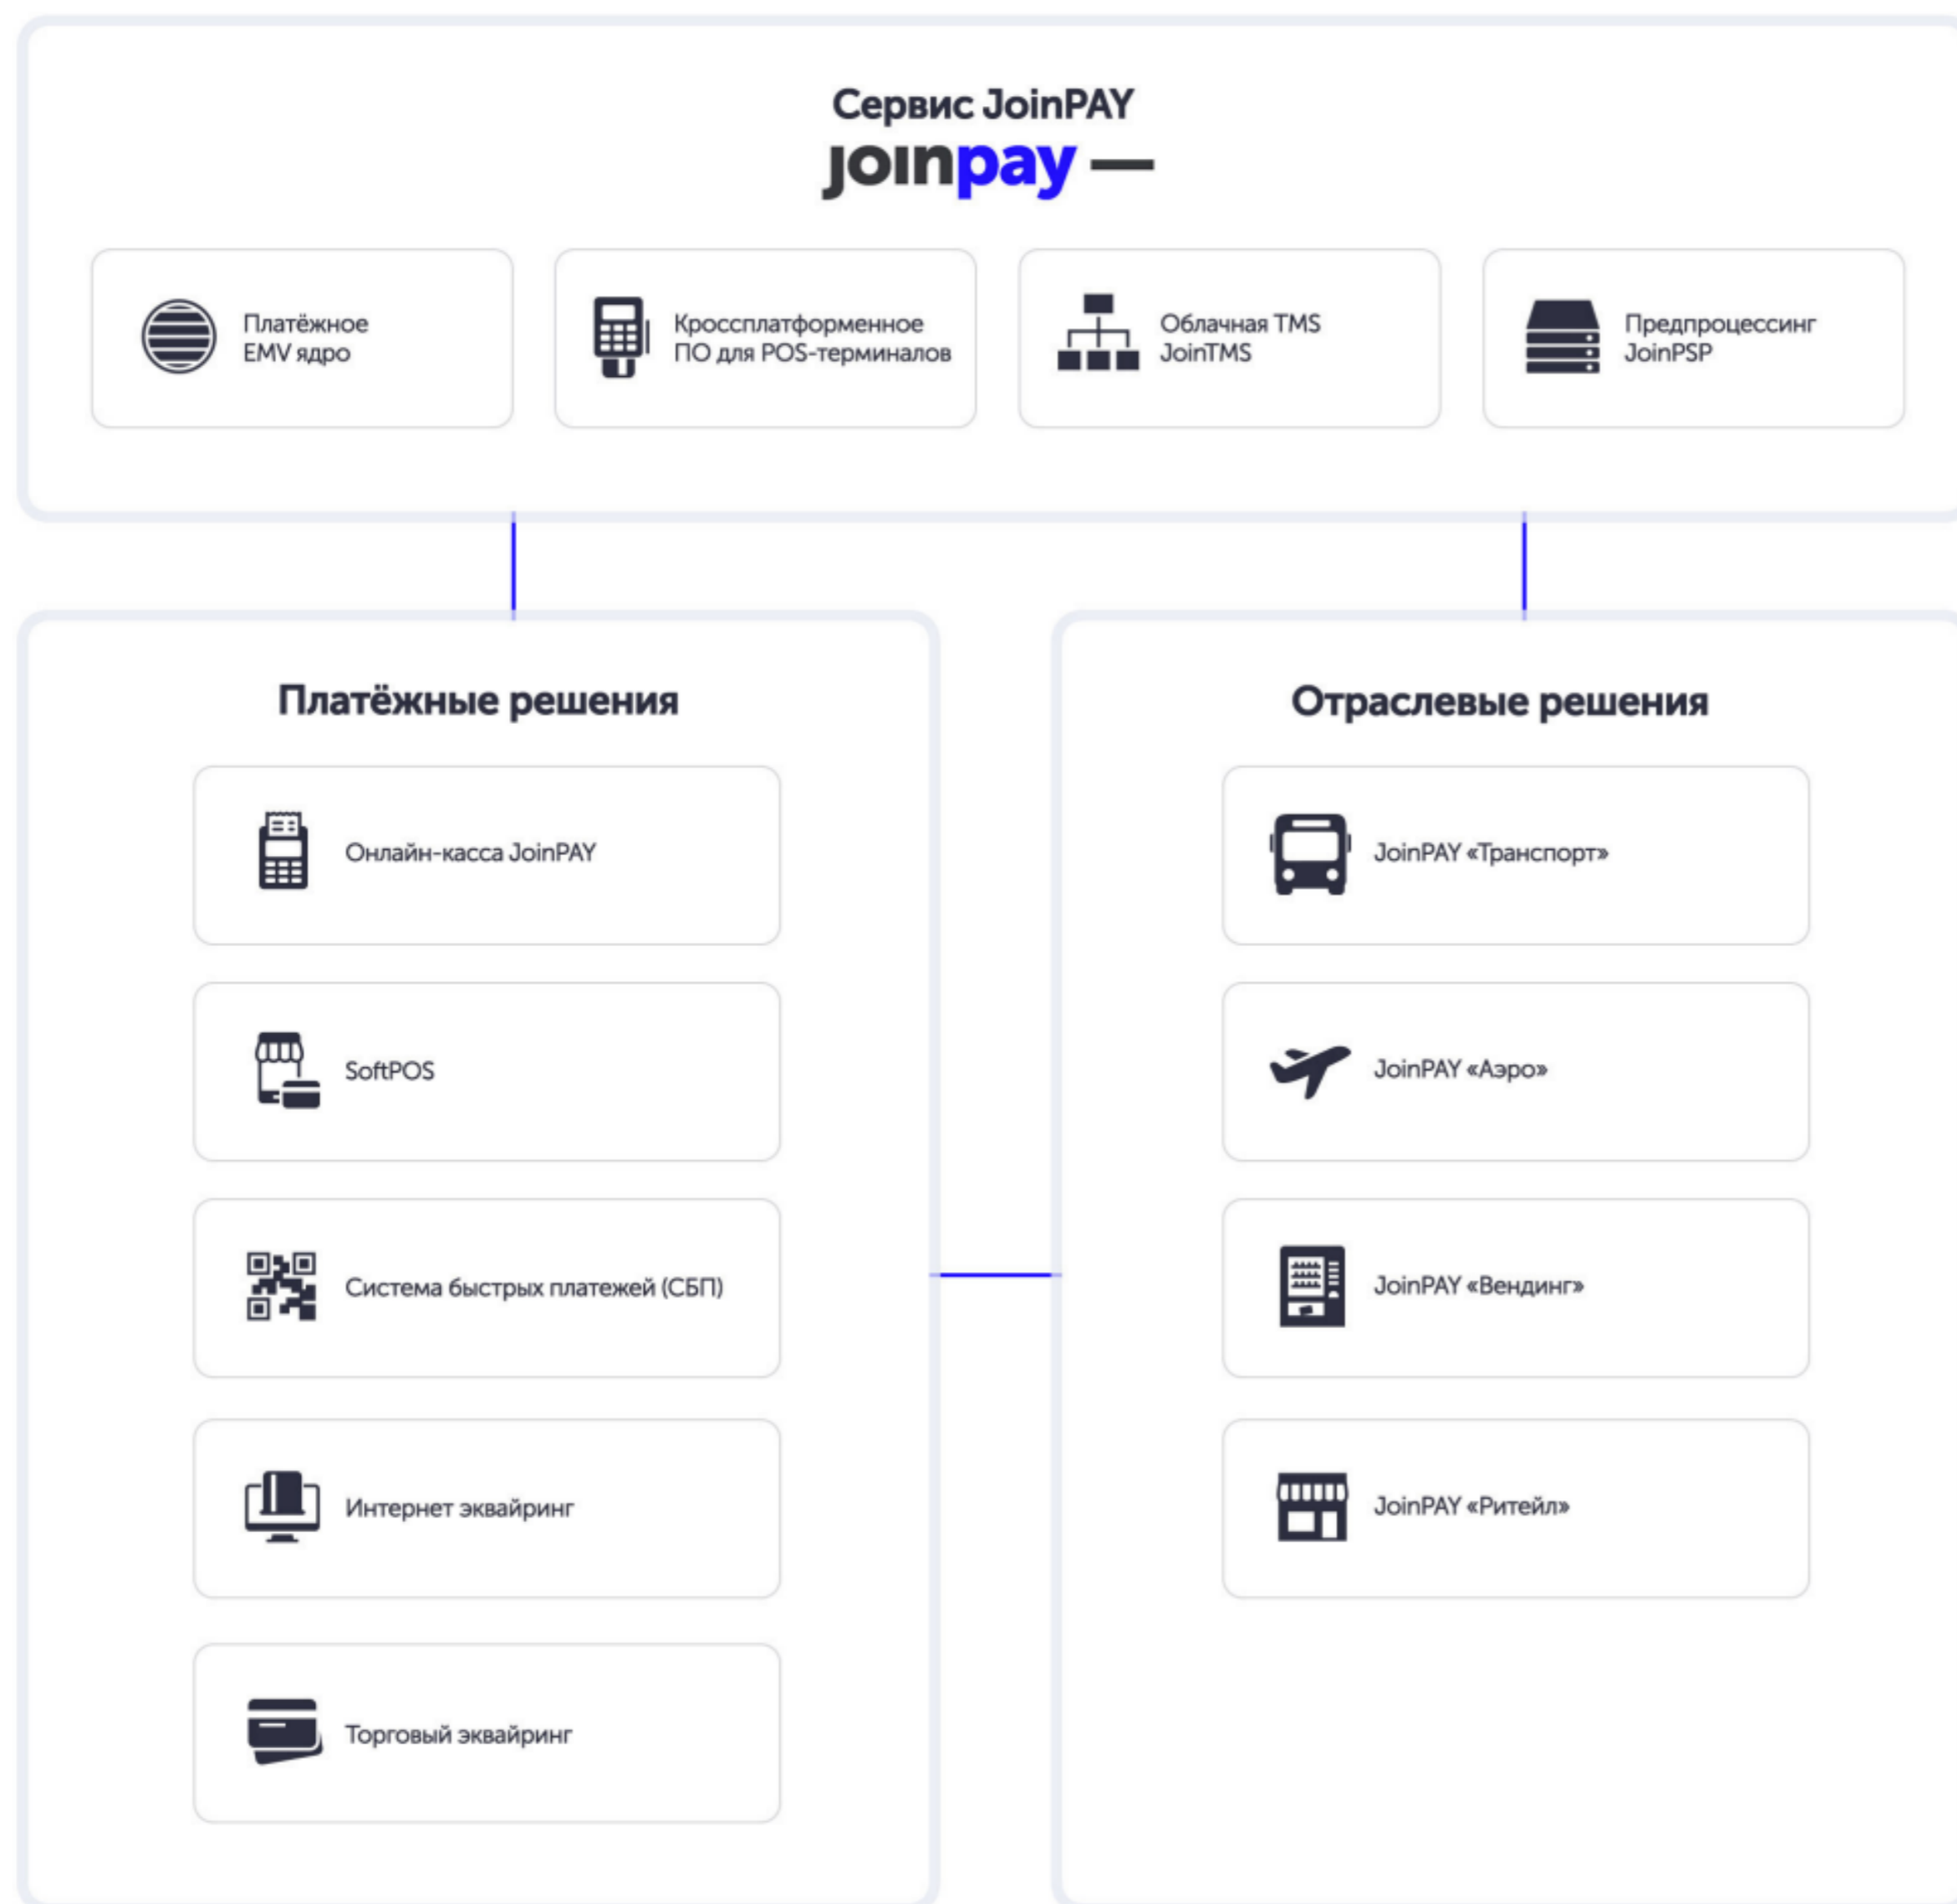 Сервис JoinPAY
joinpay —
Платёжное
EMV ядро
Кроссплатформенное
ПО для POS-терминалов
Облачная TMS
JoinTMS
Предпроцессинг
JoinPSP
Платёжные решения
Онлайн-касса JoinPAY
SoftPOS
Система быстрых платежей (СБП)
Интернет эквайринг
Торговый эквайринг
Отраслевые решения
JoinPAY «Транспорт»
JoinPAY «Аэро»
JoinPAY «Вендинг»
JoinPAY «Ритейл»